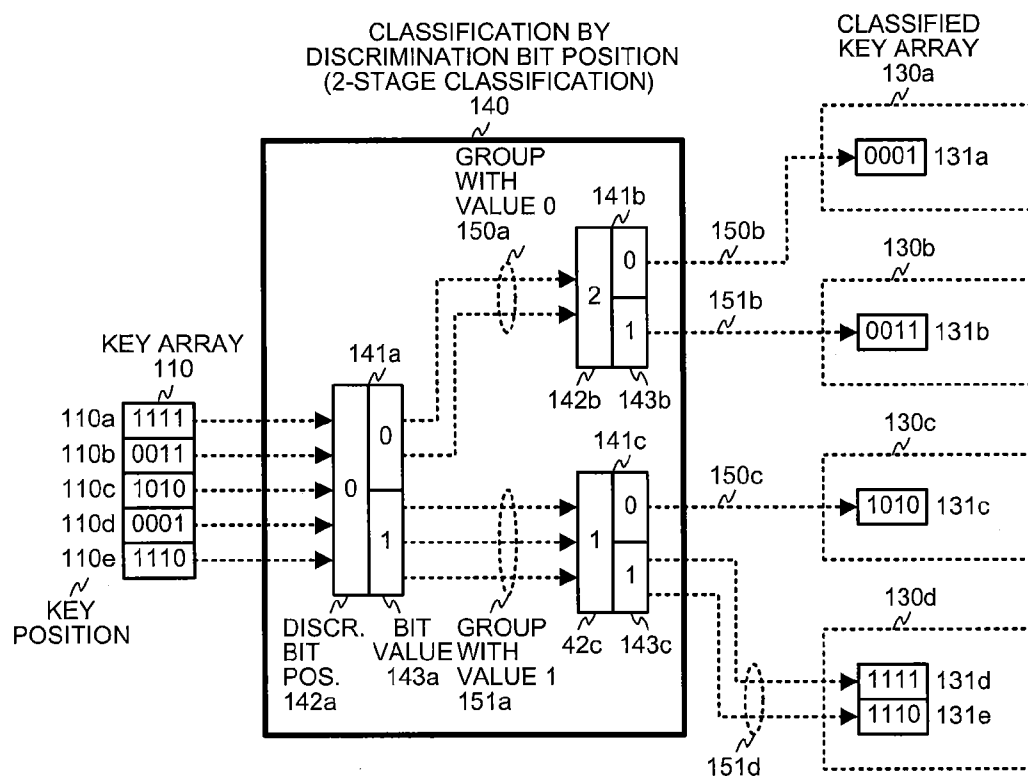 CLASSIFICATION BY
DISCRIMINATION BIT POSITION
(2-STAGE CLASSIFICATION)
140
CLASSIFIED
KEY ARRAY
130a
0001 131a
GROUP
WITH
VALUE 0
150a
141b
2
0
1
142b 143b
150b
151b
130b
0011 131b
KEY ARRAY
110
110a 1111
110b 0011
110c 1010
110d 0001
110e 1110
KEY
POSITION
141a
0
0
1
DISCR.
BIT
POS.
142a
BIT
VALUE
143a
GROUP
WITH
VALUE 1
151a
141c
1
0
1
42c 143c
150c
130c
1010 131c
130d
1111 131d
1110 131e
151d